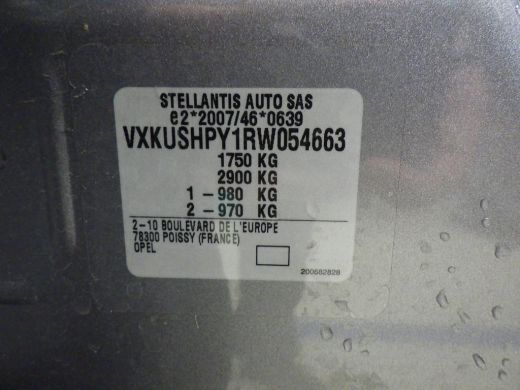 STELLANTIS AUTO SAS
e2*2007/46*0639
VXKUSHPY1RW054663
1750 KG
2900 KG
1 -980 KG
2 -970 KG
2-10 BOULEVARD DE L'EUROPE
78300 POISSY (FRANCE)
OPEL
200682828